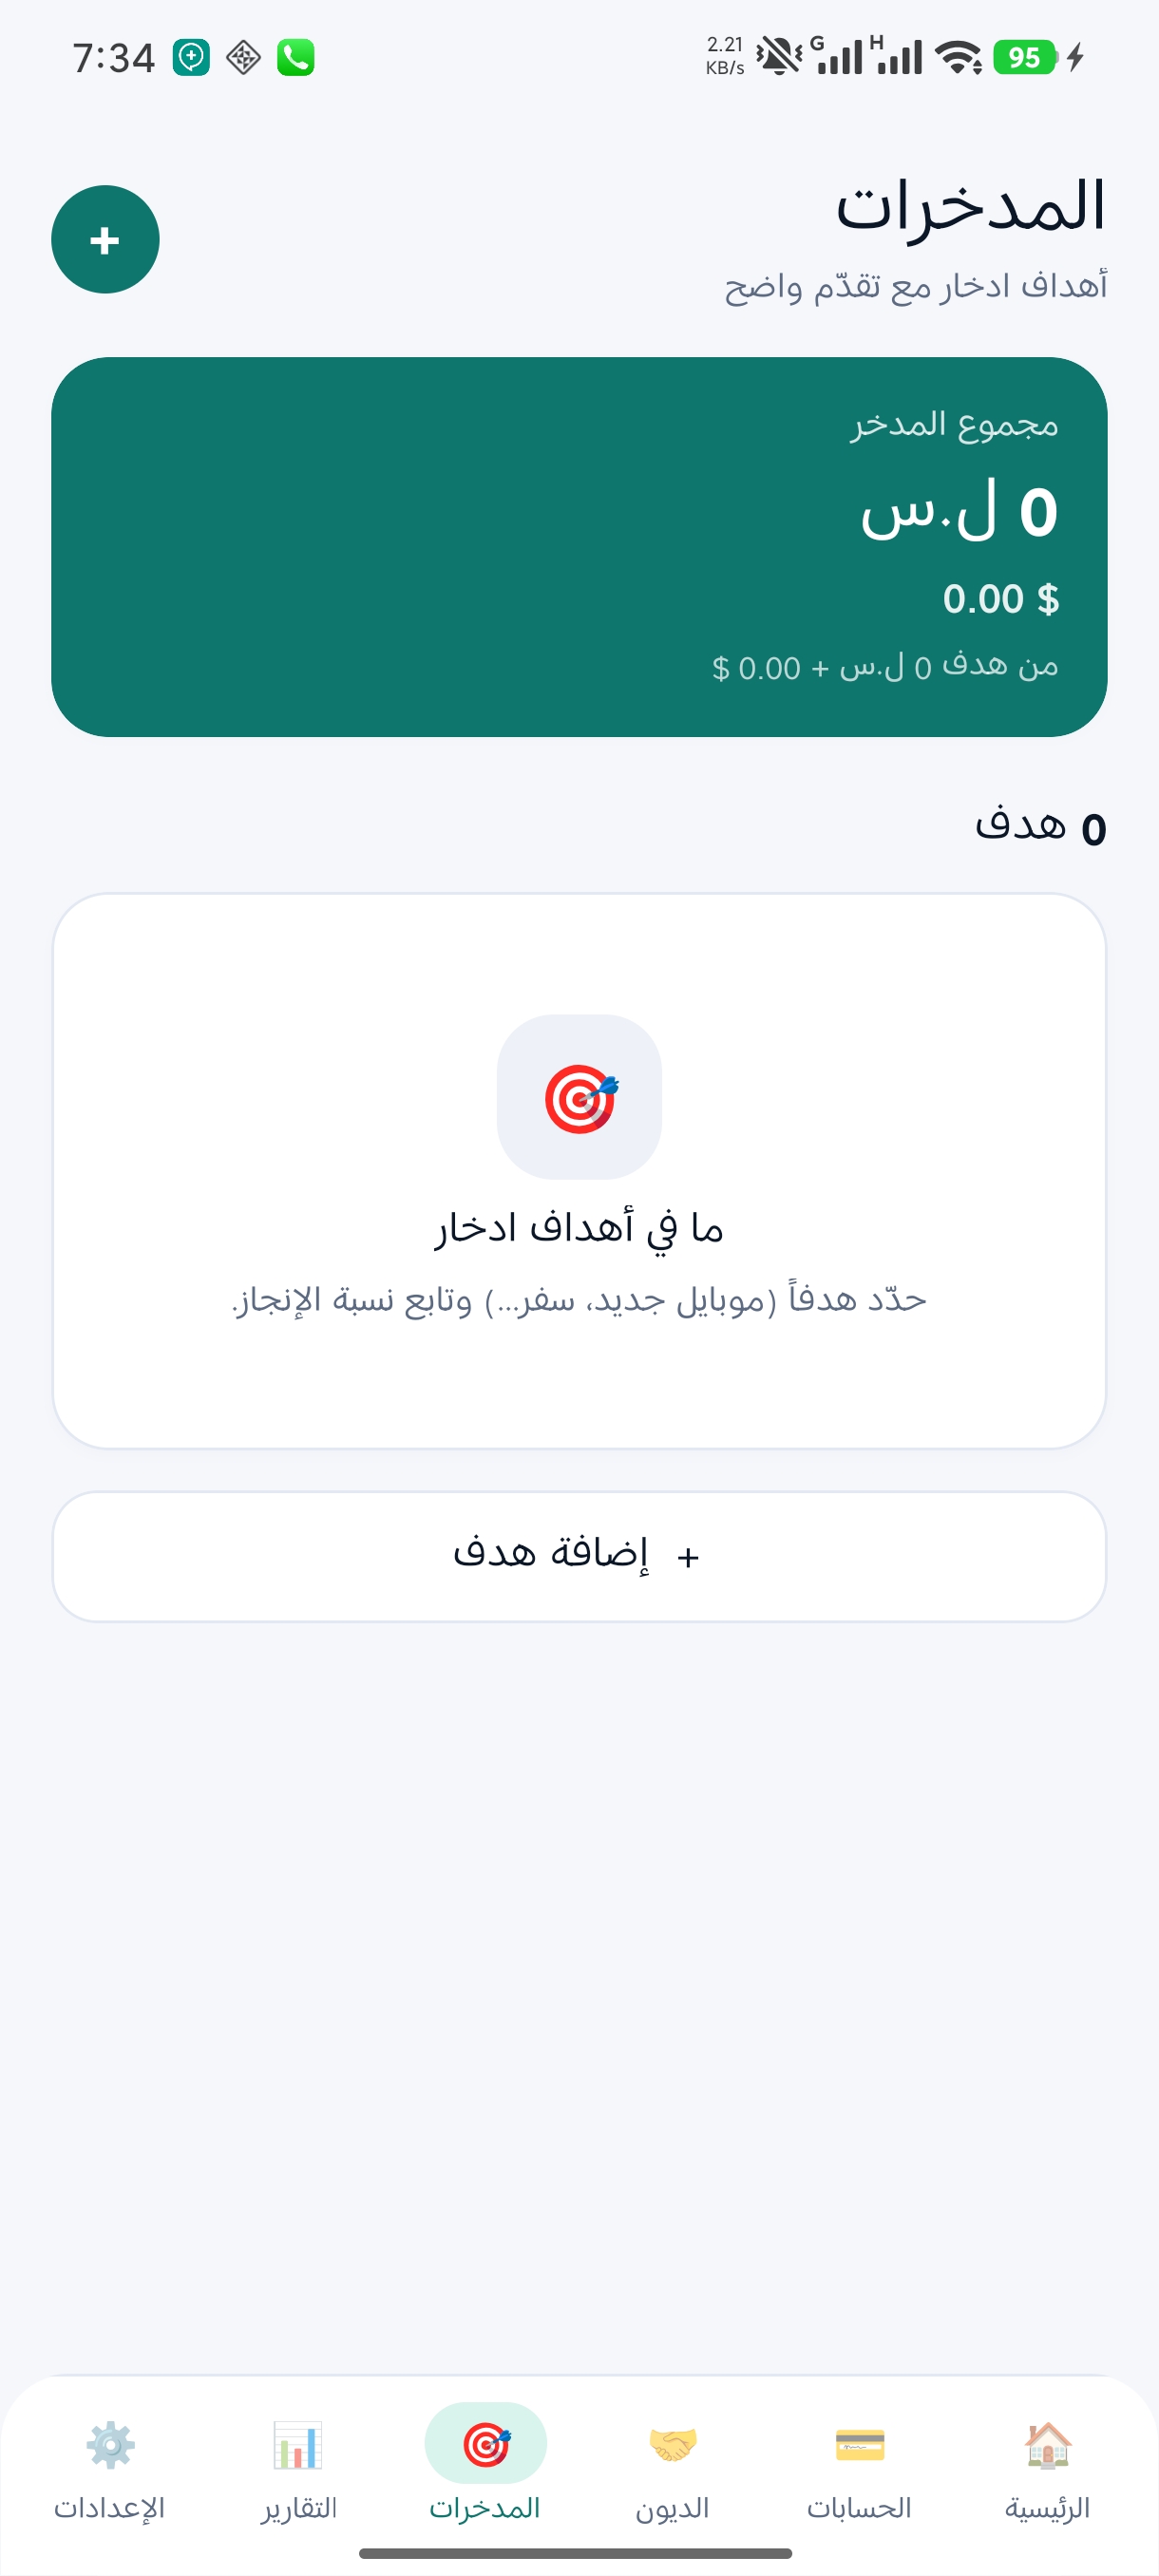 7:34
2.21
KB/s
G
H
95
المدخرات
+
أهداف ادخار مع تقدّم واضح
مجموع المدخر
0 ل.س
0.00 $
من هدف 0 ل.س + 0.00 $
0 هدف
ما في أهداف ادخار
حدّد هدفاً (موبايل جديد، سفر...) وتابع نسبة الإنجاز.
+ إضافة هدف
الرئيسية
الحسابات
الديون
المدخرات
التقارير
الإعدادات